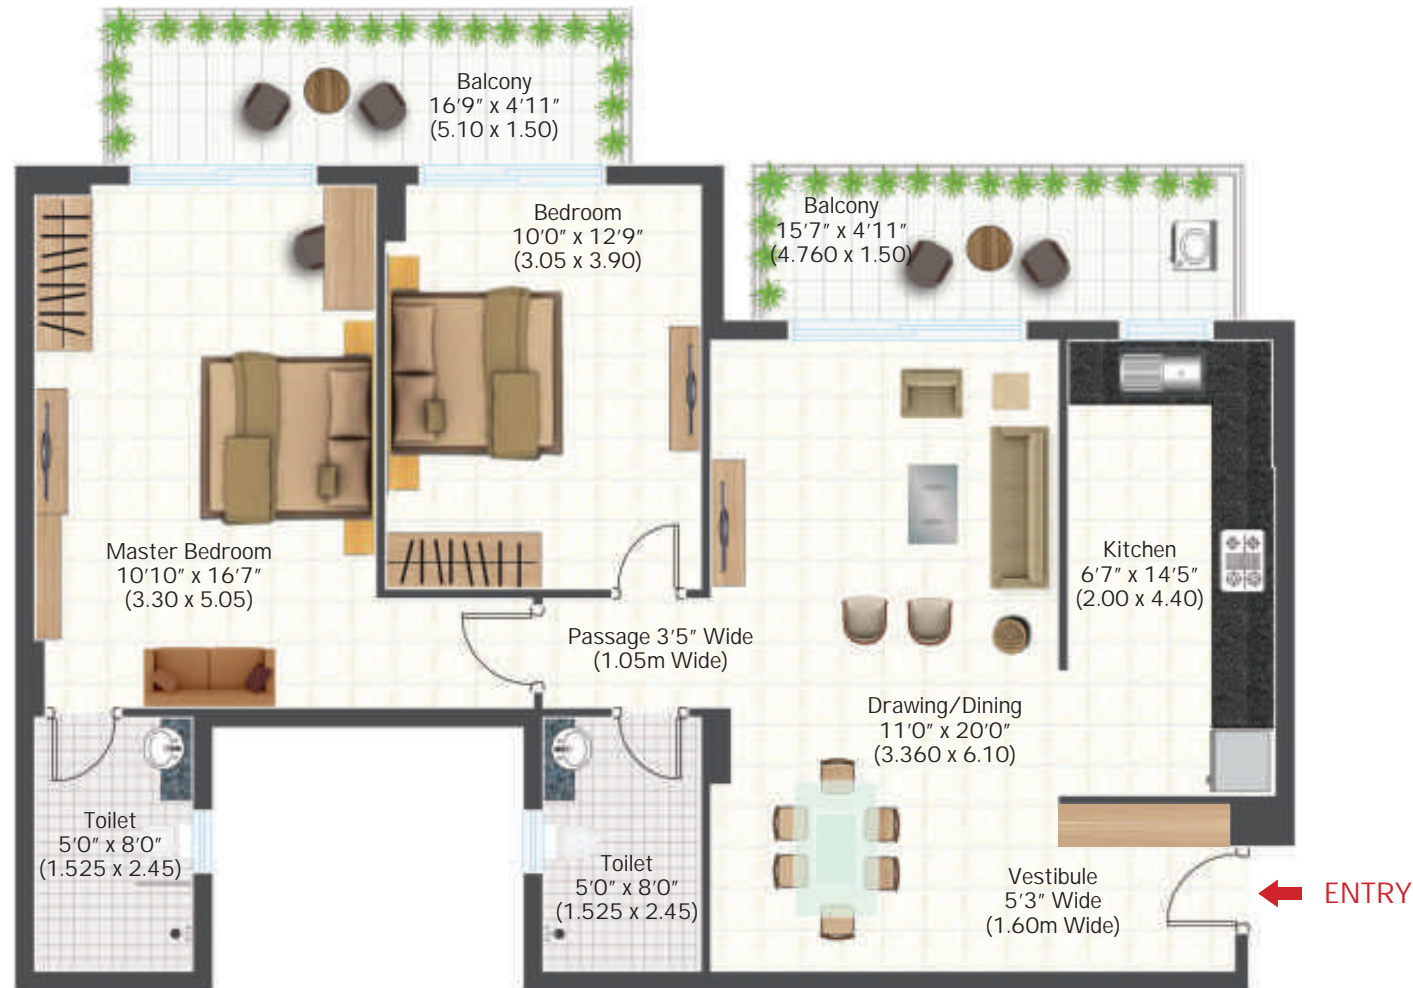 Balcony
16'9" x 4'11"
(5.10 x 1.50)
Balcony
15'7" x 4'11"
(4.760 x 1.50)
Bedroom
10'0" x 12'9"
(3.05 x 3.90)
Master Bedroom
10'10" x 16'7"
(3.30 x 5.05)
Kitchen
6'7" x 14'5"
(2.00 x 4.40)
Passage 3'5" Wide
(1.05m Wide)
Drawing/Dining
11'0" x 20'0"
(3.360 x 6.10)
Toilet
5'0" x 8'0"
(1.525 x 2.45)
Toilet
5'0" x 8'0"
(1.525 x 2.45)
Vestibule
5'3" Wide
(1.60m Wide)
ENTRY